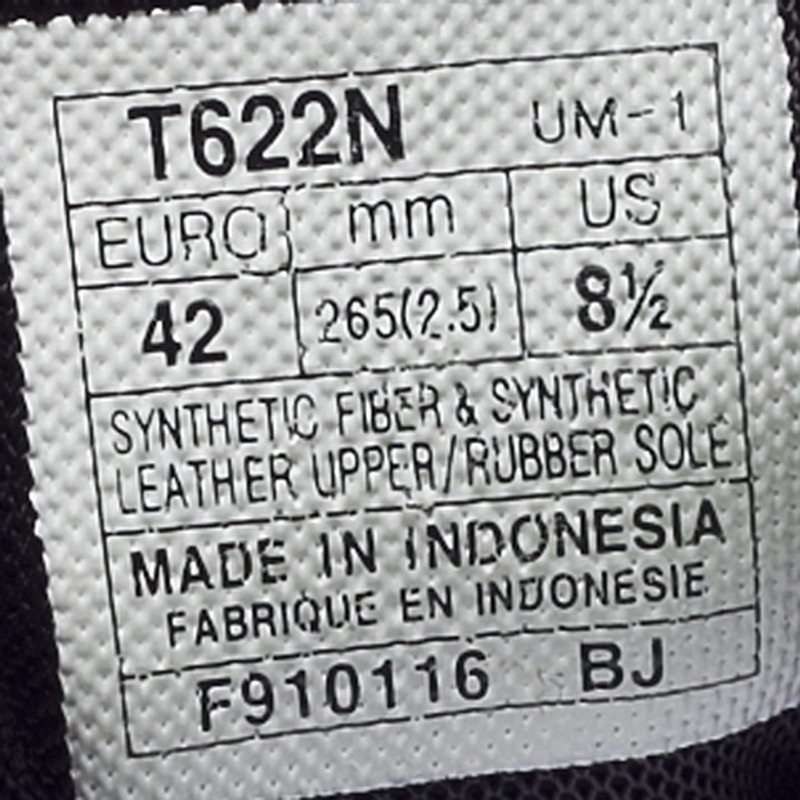 T622N UM-1
EURO mm US
42 265(2.5) 8½
SYNTHETIC FIBER & SYNTHETIC
LEATHER UPPER/RUBBER SOLE
MADE IN INDONESIA
FABRIQUE EN INDONESIE
F910116 BJ